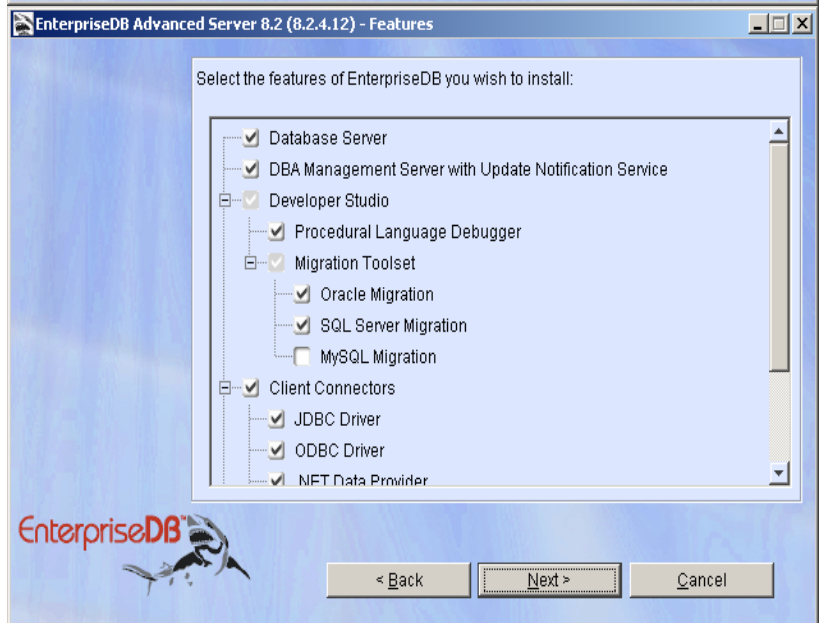 EnterpriseDB Advanced Server 8.2 (8.2.4.12) - Features
Select the features of EnterpriseDB you wish to install:
Database Server
DBA Management Server with Update Notification Service
Developer Studio
Procedural Language Debugger
Migration Toolset
Oracle Migration
SQL Server Migration
MySQL Migration
Client Connectors
JDBC Driver
ODBC Driver
.NET Data Provider
EnterpriseDB™
< Back
Next >
Cancel